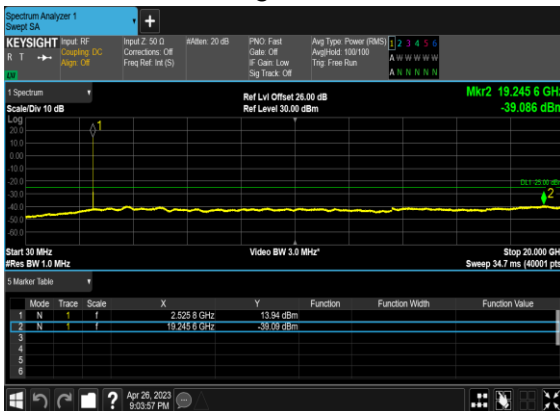 Spectrum Analyzer 1
Swept SA
KEYSIGHT
Input: RF
Coupling: DC
Align: Off
Input Z: 50 Ω
Corrections: Off
Freq Ref: Int (S)
#Atten: 20 dB
PNO: Fast
Gate: Off
IF Gain: Low
Sig Track: Off
Avg Type: Power (RMS)
Avg|Hold: 100/100
Trig: Free Run
1 2 3 4 5 6
A W W W W W
A N N N N N
R T
LV
1 Spectrum
Scale/Div 10 dB
Ref Lvl Offset 26.00 dB
Ref Level 30.00 dBm
Mkr2 19.245 6 GHz
-39.086 dBm
Log
20.0
10.0
0.00
-10.0
-20.0
-30.0
-40.0
-50.0
-60.0
1
DL1 -25.00 dBm
2
Start 30 MHz
#Res BW 1.0 MHz
Video BW 3.0 MHz*
Stop 20.000 GH
Sweep 34.7 ms (40001 pts
5 Marker Table
Mode Trace Scale X Y Function Function Width Function Value
1 N 1 f 2.525 8 GHz 13.94 dBm
2 N 1 f 19.245 6 GHz -39.09 dBm
3
4
5
6
?
Apr 26, 2023
9:03:57 PM